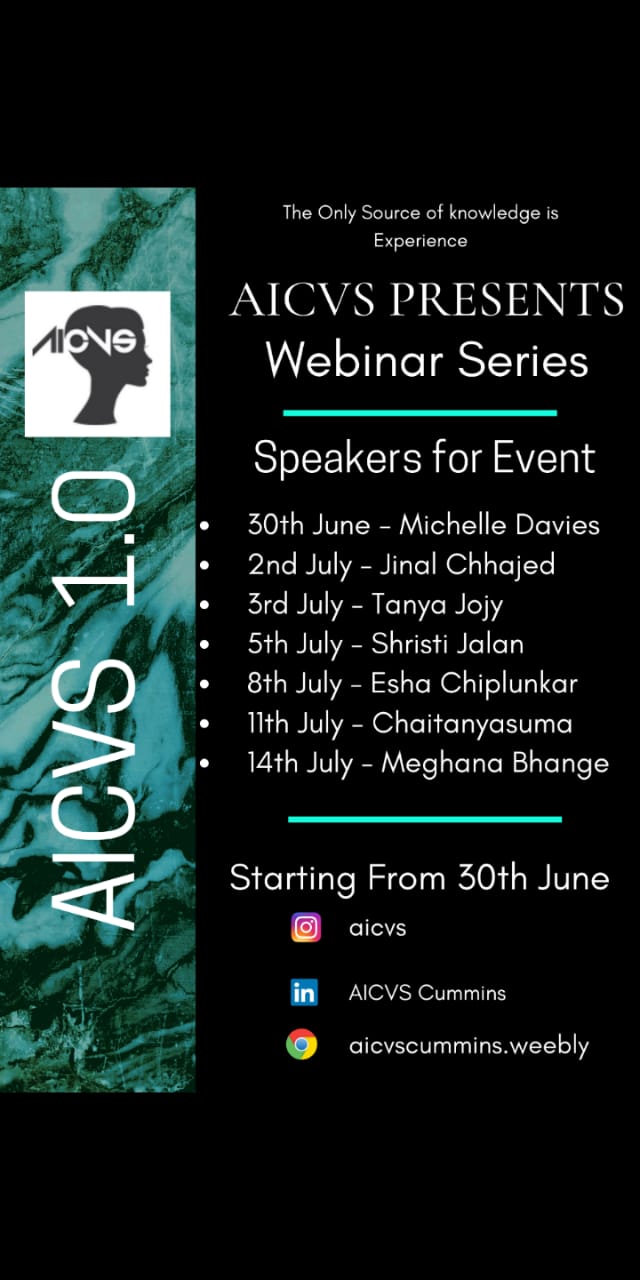 The Only Source of knowledge is
Experience
AICVS PRESENTS
Webinar Series
Speakers for Event
• 30th June - Michelle Davies
• 2nd July - Jinal Chhajed
• 3rd July - Tanya Jojy
• 5th July - Shristi Jalan
• 8th July - Esha Chiplunkar
• 11th July - Chaitanyasuma
• 14th July - Meghana Bhange
Starting From 30th June
aicvs
in
AICVS Cummins
aicvscummins.weebly
AICVS
AICVS 1.0